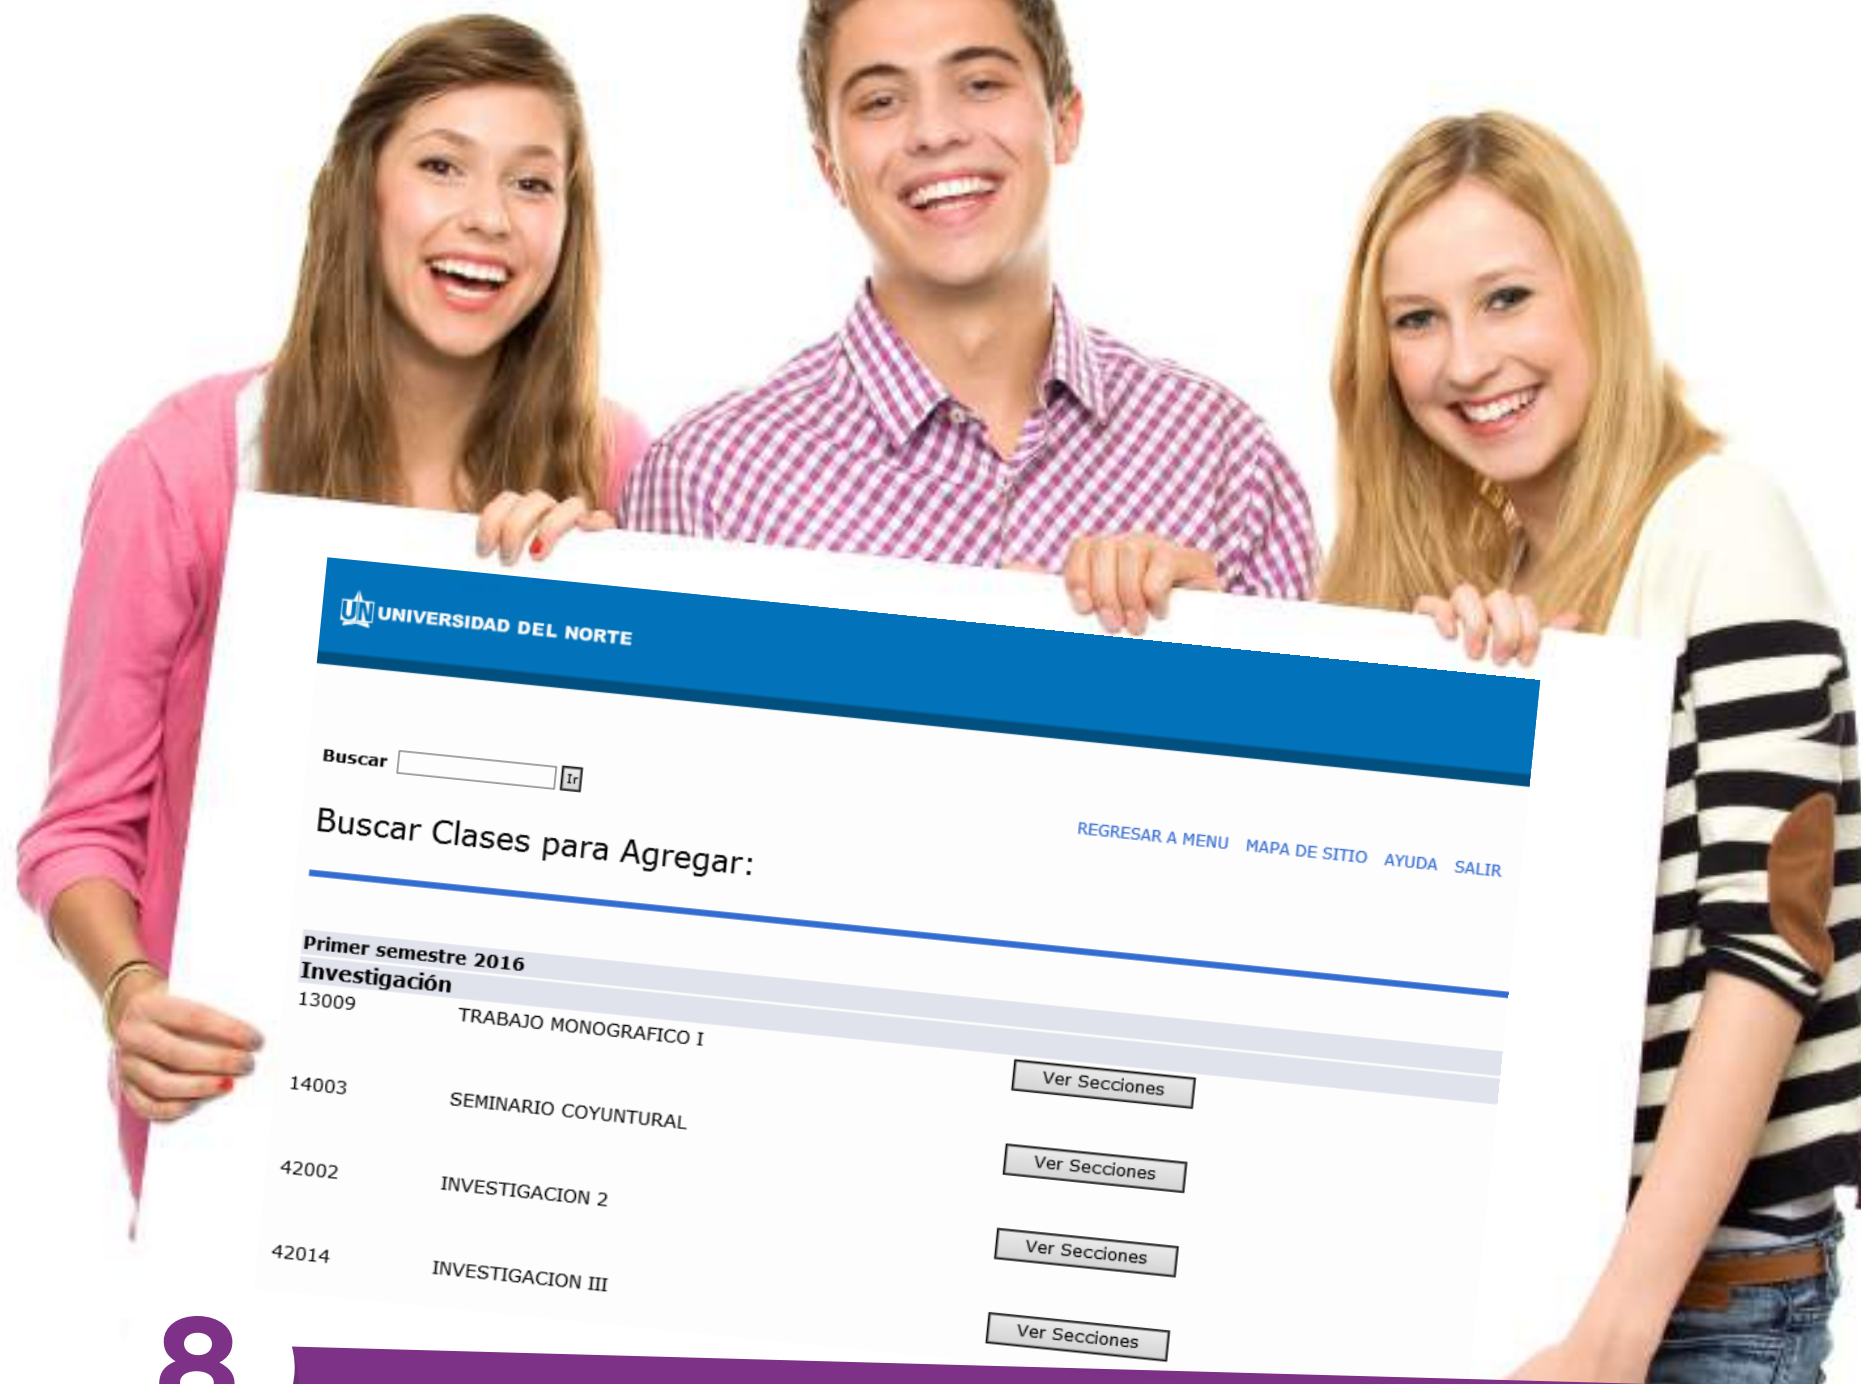 UN UNIVERSIDAD DEL NORTE
Buscar Ir
Buscar Clases para Agregar:
REGRESAR A MENU MAPA DE SITIO AYUDA SALIR
Primer semestre 2016
Investigación
13009 TRABAJO MONOGRAFICO I Ver Secciones
14003 SEMINARIO COYUNTURAL Ver Secciones
42002 INVESTIGACION 2 Ver Secciones
42014 INVESTIGACION III Ver Secciones
8